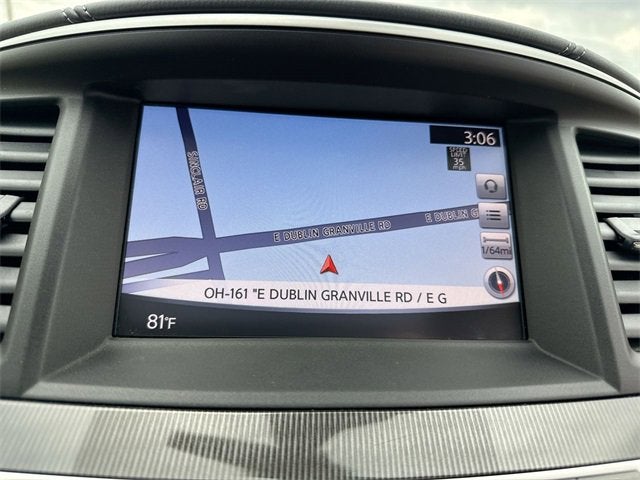 3:06
SPEED
LIMIT
35
mph
SINCLAIR RD
E DUBLIN GRANVILLE RD
E DUBLIN G
1/64mi
OH-161 "E DUBLIN GRANVILLE RD / E G
81°F